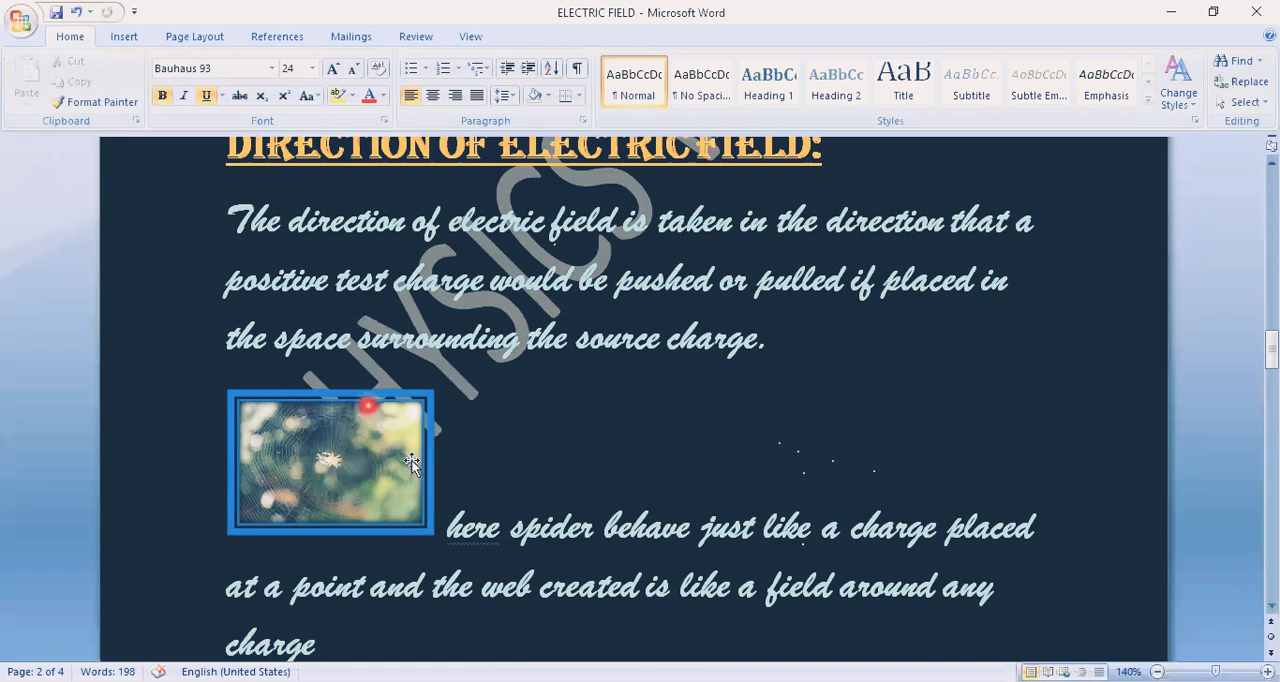 ELECTRIC FIELD - Microsoft Word
Home Insert Page Layout References Mailings Review View
Paste
Cut
Copy
Format Painter
Clipboard
Bauhaus 93 24
Font
Paragraph
AaBbCcDc AaBbCcDc AaBbC AaBbCc AaB AaBbCc. AaBbCcDc AaBbCcDc
¶ Normal ¶ No Spaci... Heading 1 Heading 2 Title Subtitle Subtle Em... Emphasis
Change Styles
Styles
Find
Replace
Select
Editing
DIRECTION OF ELECTRIC FIELD:
The direction of electric field is taken in the direction that a
positive test charge would be pushed or pulled if placed in
the space surrounding the source charge.
here spider behave just like a charge placed
at a point and the web created is like a field around any
charge
HYSICS
Page: 2 of 4 Words: 198 English (United States) 140%